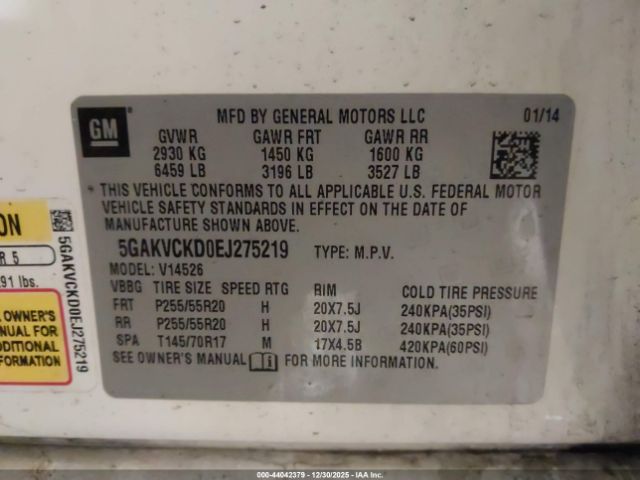 GM
MFD BY GENERAL MOTORS LLC 01/14
GVWR GAWR FRT GAWR RR
2930 KG 1450 KG 1600 KG
6459 LB 3196 LB 3527 LB
* THIS VEHICLE CONFORMS TO ALL APPLICABLE U.S. FEDERAL MOTOR
VEHICLE SAFETY STANDARDS IN EFFECT ON THE DATE OF
MANUFACTURE SHOWN ABOVE.
5GAKVCKD0EJ275219 TYPE: M.P.V.
MODEL: V14526
VBBG TIRE SIZE SPEED RTG RIM COLD TIRE PRESSURE
FRT P255/55R20 H 20X7.5J 240KPA(35PSI)
RR P255/55R20 H 20X7.5J 240KPA(35PSI)
SPA T145/70R17 M 17X4.5B 420KPA(60PSI)
SEE OWNER'S MANUAL i FOR MORE INFORMATION.
ON
R 5
91 lbs.
OWNER'S
NUAL FOR
DITIONAL
RMATION
5GAKVCKD0EJ275219
000-44042379 - 12/30/2025 - IAA Inc.